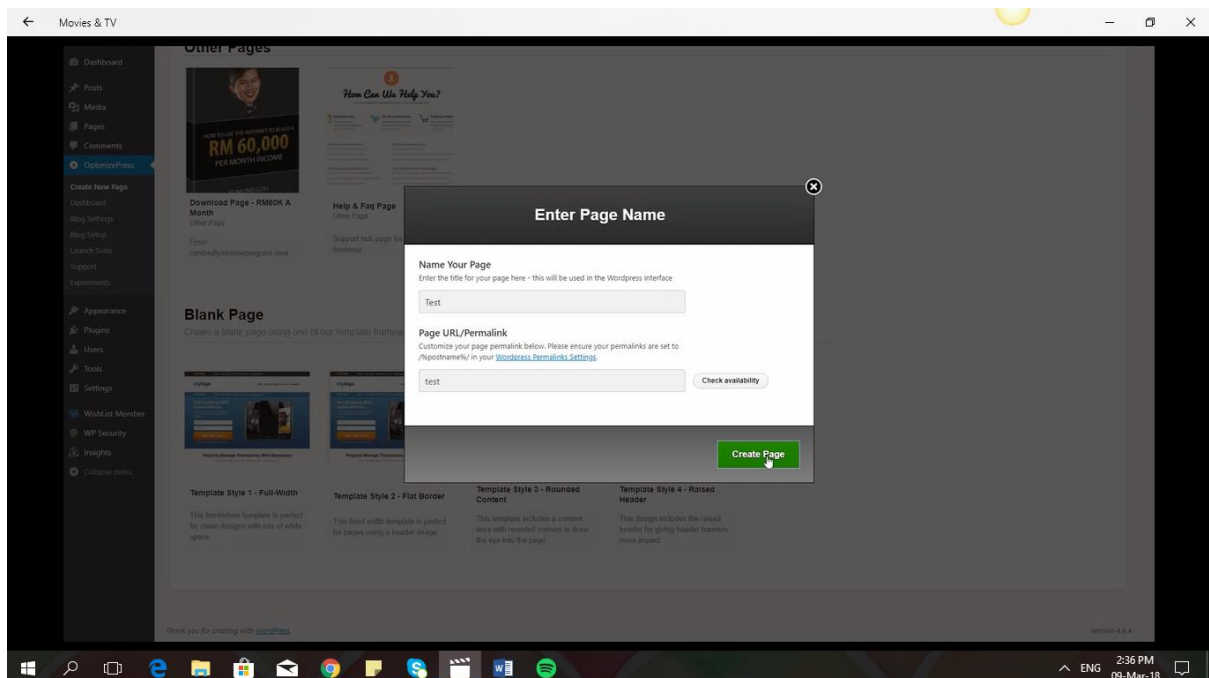 Movies & TV
Other Pages
Dashboard
Posts
Media
Pages
Comments
OptimizePress
Create New Page
Dashboard
Blog Settings
Blog Setup
Launch Suite
Support
Experiments
Appearance
Plugins
Users
Tools
Settings
WishList Member
WP Security
Insights
Collapse menu
HOW TO USE THE INTERNET TO BUILD A
RM 60,000
PER MONTH INCOME
Download Page - RM60K A
Month
Other Page
From
How Can We Help You?
Help & Faq Page
Other Page
Support hub page for
business
Enter Page Name
Name Your Page
Enter the title for your page here - this will be used in the Wordpress interface
Test
Page URL/Permalink
Customize your page permalink below. Please ensure your permalinks are set to
/%postname%/ in your Wordpress Permalinks Settings.
test
Check availability
Create Page
Blank Page
Create a blank page using one of our template
Template Style 1 - Full-Width
This borderless template is perfect
for clean designs with lots of white
space
Template Style 2 - Flat Border
This fixed width template is perfect
for pages using a header image
Template Style 3 - Rounded
Content
This template includes a content
area with rounded corners to draw
the eye into the page
Template Style 4 - Raised
Header
This design includes the raised
header for giving header banners
more impact
Thank you for creating with WordPress.
Version 4.9.4
ENG
2:36 PM
09-Mar-18